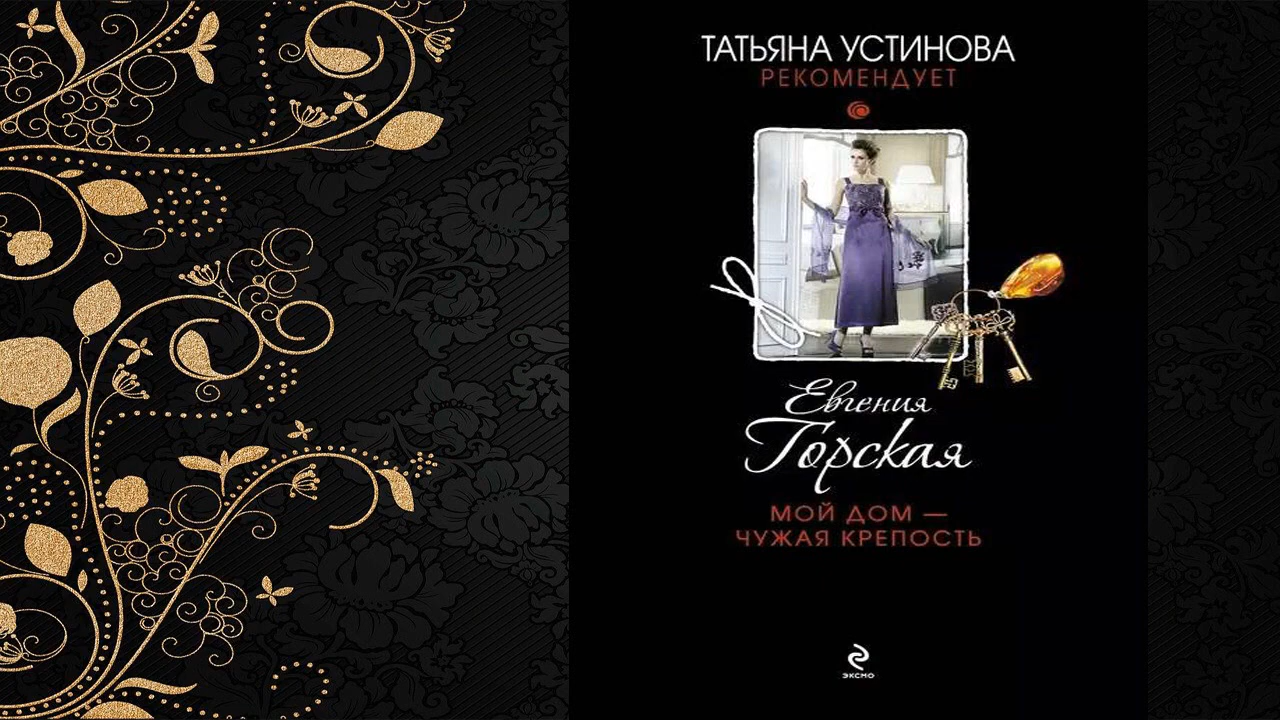 ТАТЬЯНА УСТИНОВА
РЕКОМЕНДУЕТ
Евгения
Горская
МОЙ ДОМ —
ЧУЖАЯ КРЕПОСТЬ
ЭКСМО